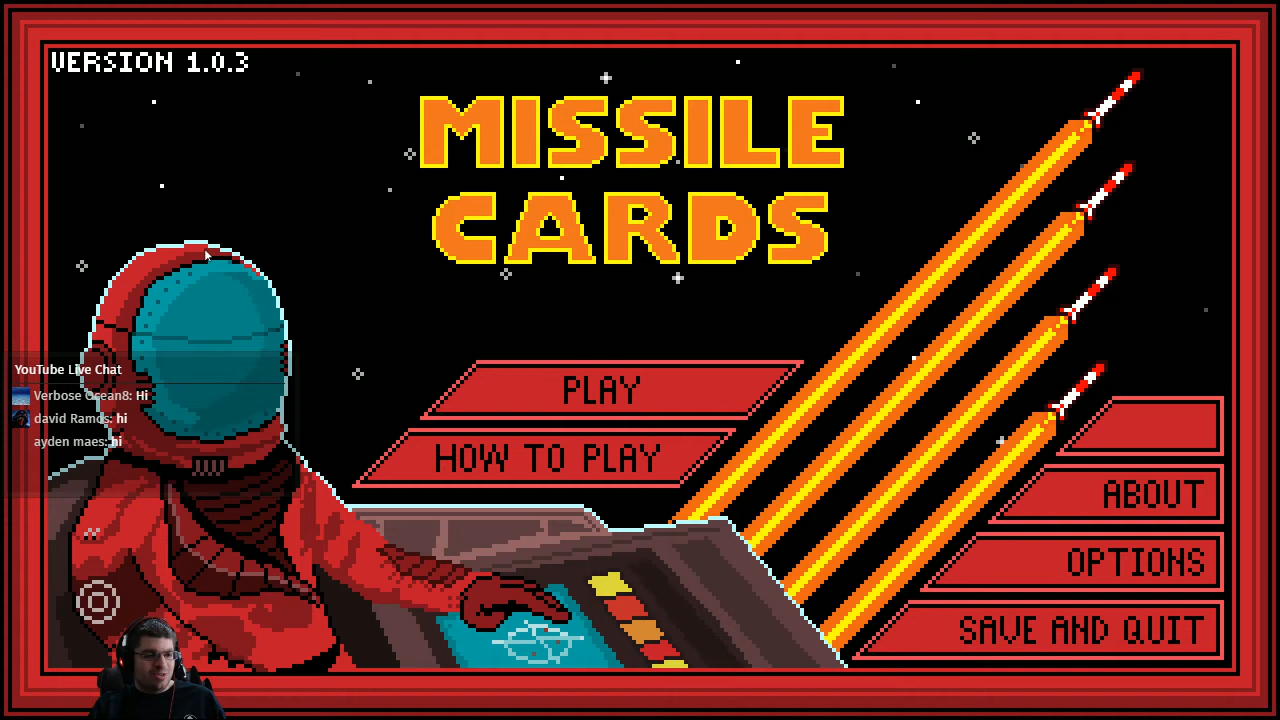 VERSION 1.0.3
MISSILE
CARDS
YouTube Live Chat
Verbose Ocean8: Hi
david Ramos: hi
ayden maes: hi
PLAY
HOW TO PLAY
ABOUT
OPTIONS
SAVE AND QUIT